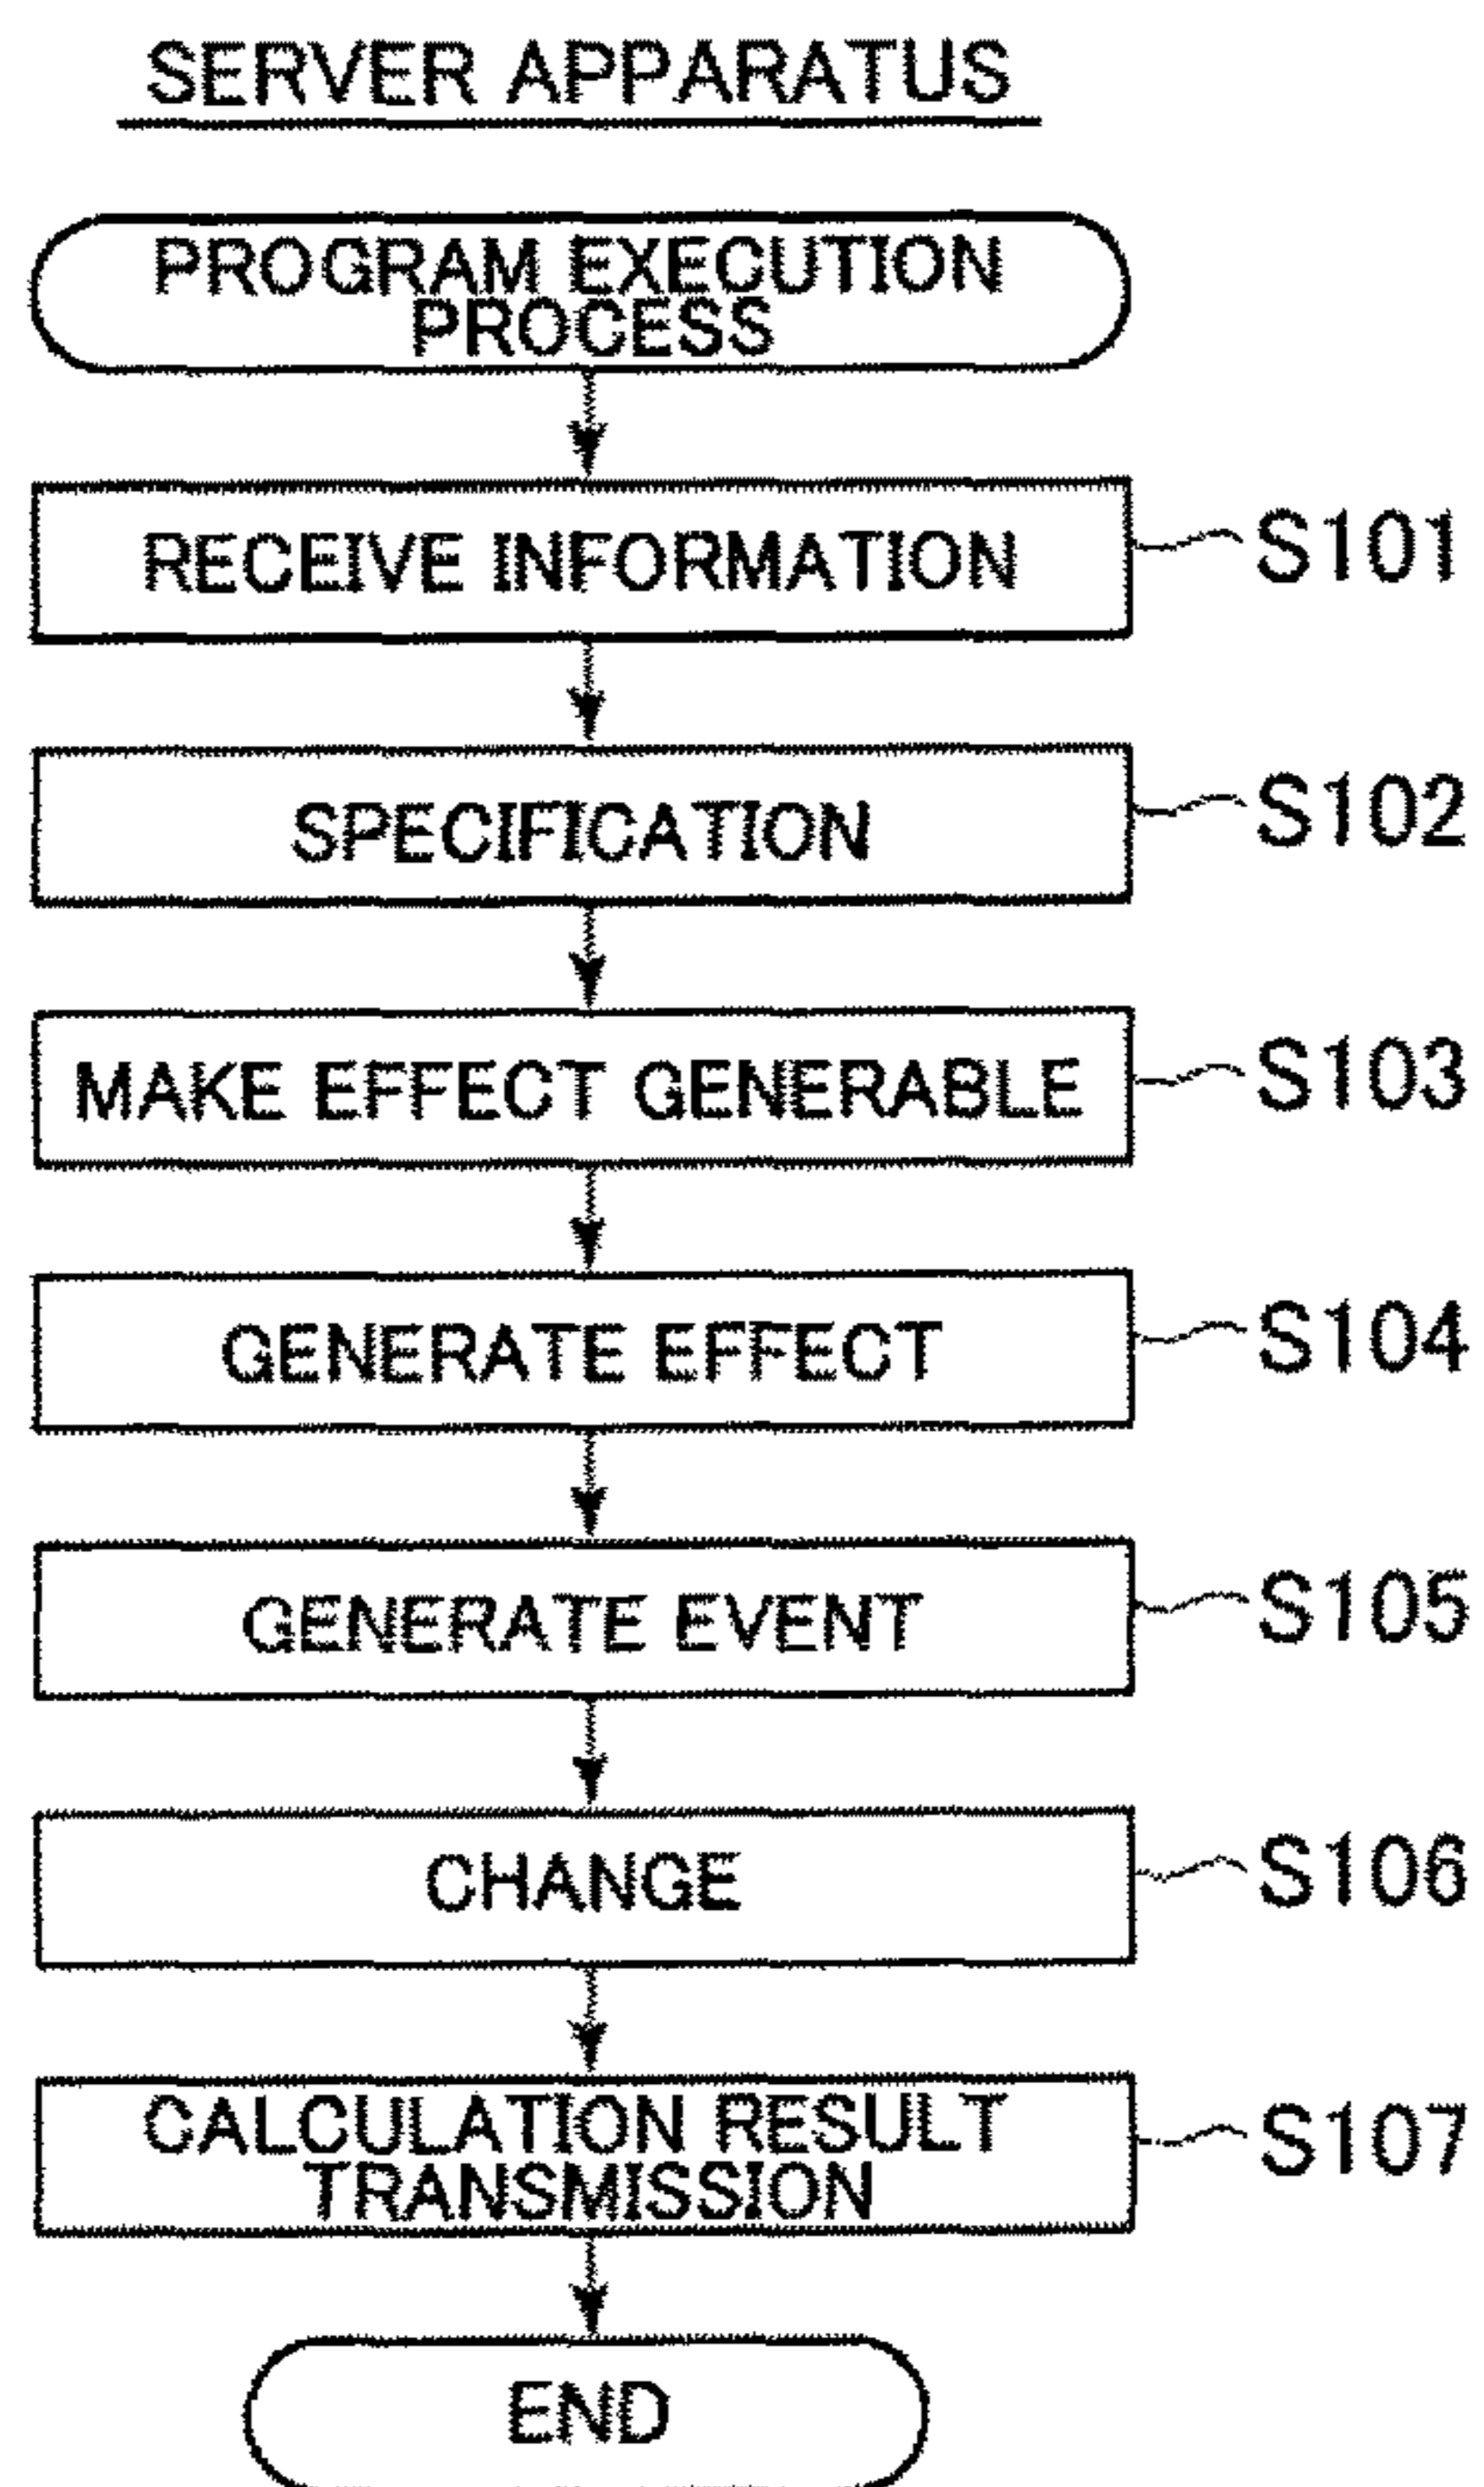 SERVER APPARATUS
PROGRAM EXECUTION
PROCESS
RECEIVE INFORMATION
S101
SPECIFICATION
S102
MAKE EFFECT GENERABLE
S103
GENERATE EFFECT
S104
GENERATE EVENT
S105
CHANGE
S106
CALCULATION RESULT
TRANSMISSION
S107
END